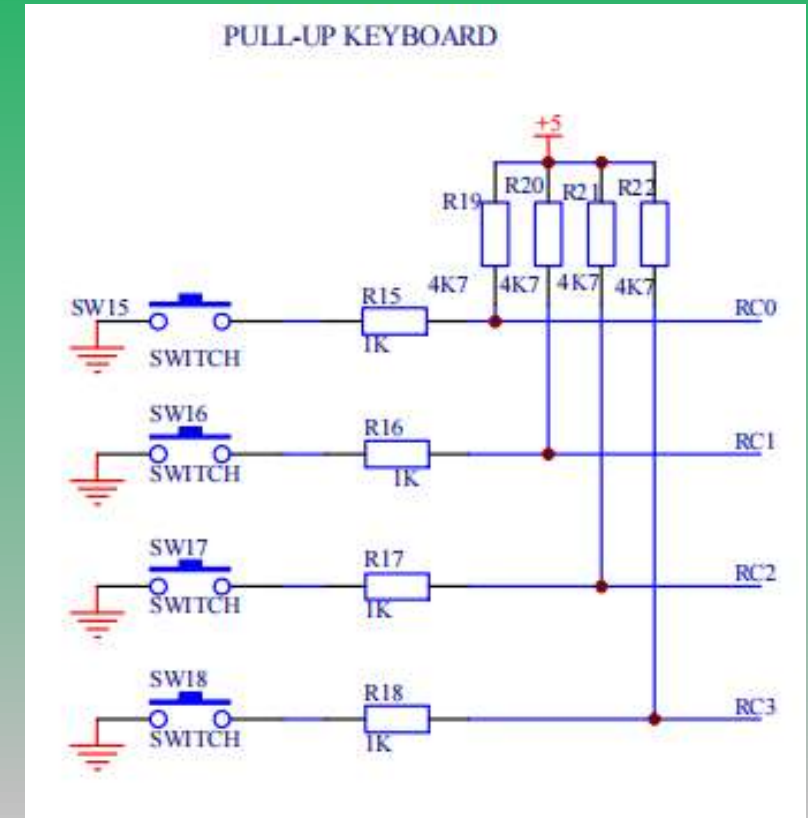 PULL-UP KEYBOARD
+5
R19 R20 R21 R22
4K7 4K7 4K7 4K7
SW15 R15 RC0
SWITCH 1K
SW16 R16 RC1
SWITCH 1K
SW17 R17 RC2
SWITCH 1K
SW18 R18 RC3
SWITCH 1K